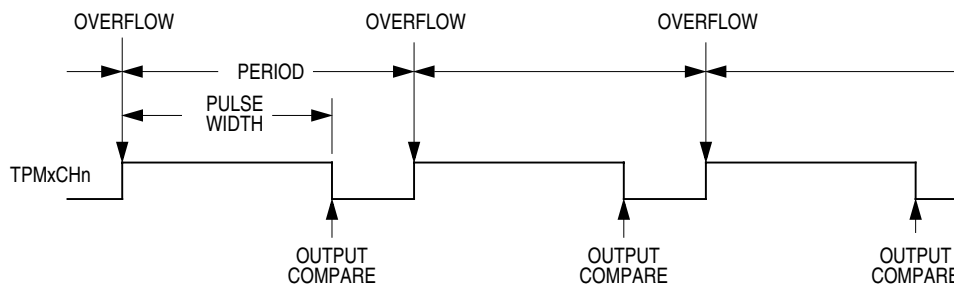 OVERFLOW OVERFLOW OVERFLOW
PERIOD
PULSE
WIDTH
TPMxCHn
OUTPUT
COMPARE
OUTPUT
COMPARE
OUTPUT
COMPARE